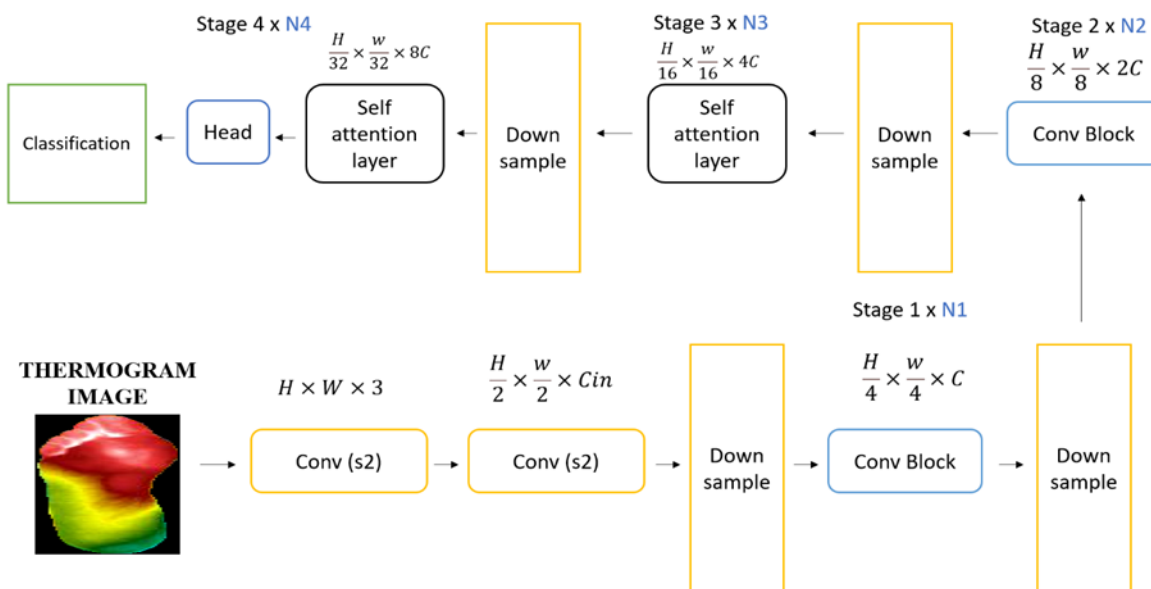 Stage 4 x N4
H/32 × w/32 × 8C
Stage 3 x N3
H/16 × w/16 × 4C
Stage 2 x N2
H/8 × w/8 × 2C
Classification
Head
Self
attention
layer
Down
sample
Self
attention
layer
Down
sample
Conv Block
Stage 1 x N1
THERMOGRAM
IMAGE
H × W × 3
H/2 × w/2 × Cin
H/4 × w/4 × C
Conv (s2)
Conv (s2)
Down
sample
Conv Block
Down
sample